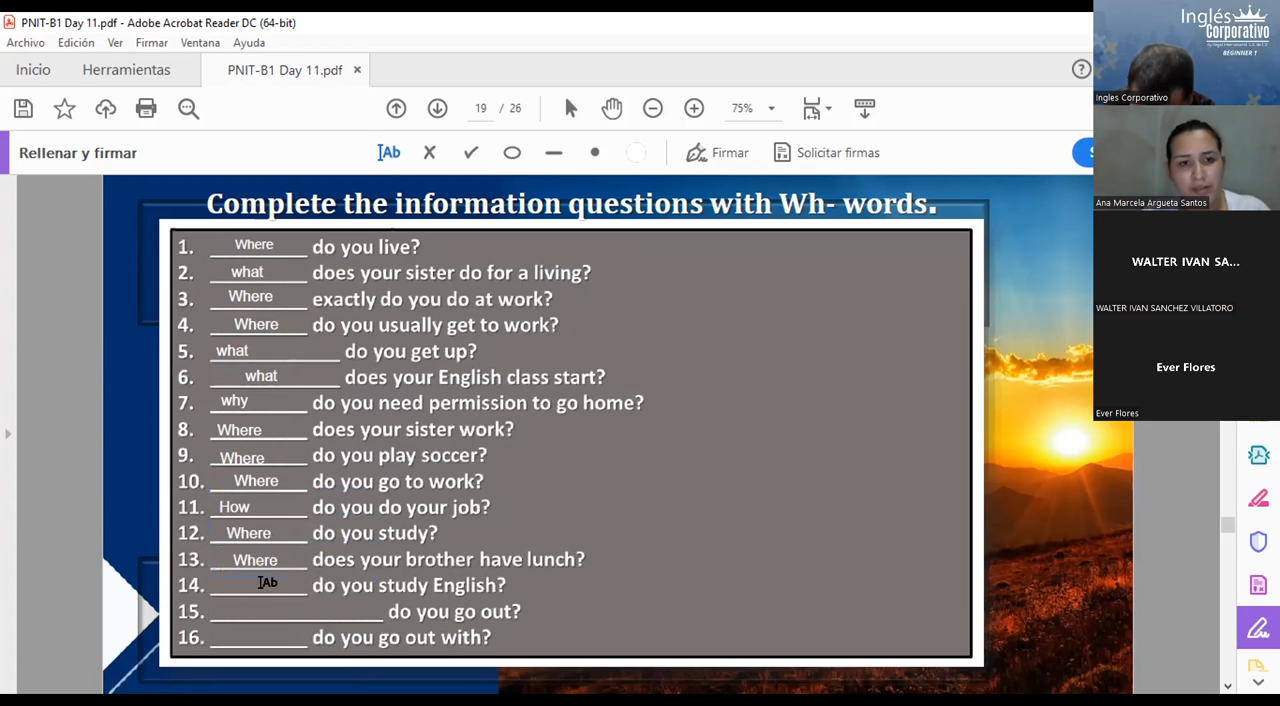 PNIT-B1 Day 11.pdf - Adobe Acrobat Reader DC (64-bit)
Archivo Edición Ver Firmar Ventana Ayuda
Inicio Herramientas PNIT-B1 Day 11.pdf ×
19 / 26 75%
Rellenar y firmar Ab Firmar Solicitar firmas
Complete the information questions with Wh- words.
1. Where do you live?
2. what does your sister do for a living?
3. Where exactly do you do at work?
4. Where do you usually get to work?
5. what do you get up?
6. what does your English class start?
7. why do you need permission to go home?
8. Where does your sister work?
9. Where do you play soccer?
10. Where do you go to work?
11. How do you do your job?
12. Where do you study?
13. Where does your brother have lunch?
14. Ab do you study English?
15. do you go out?
16. do you go out with?
Inglés
Corporativo
BEGINNER 1
Ingles Corporativo
Ana Marcela Argueta Santos
WALTER IVAN SA...
WALTER IVAN SANCHEZ VILLATORO
Ever Flores
Ever Flores